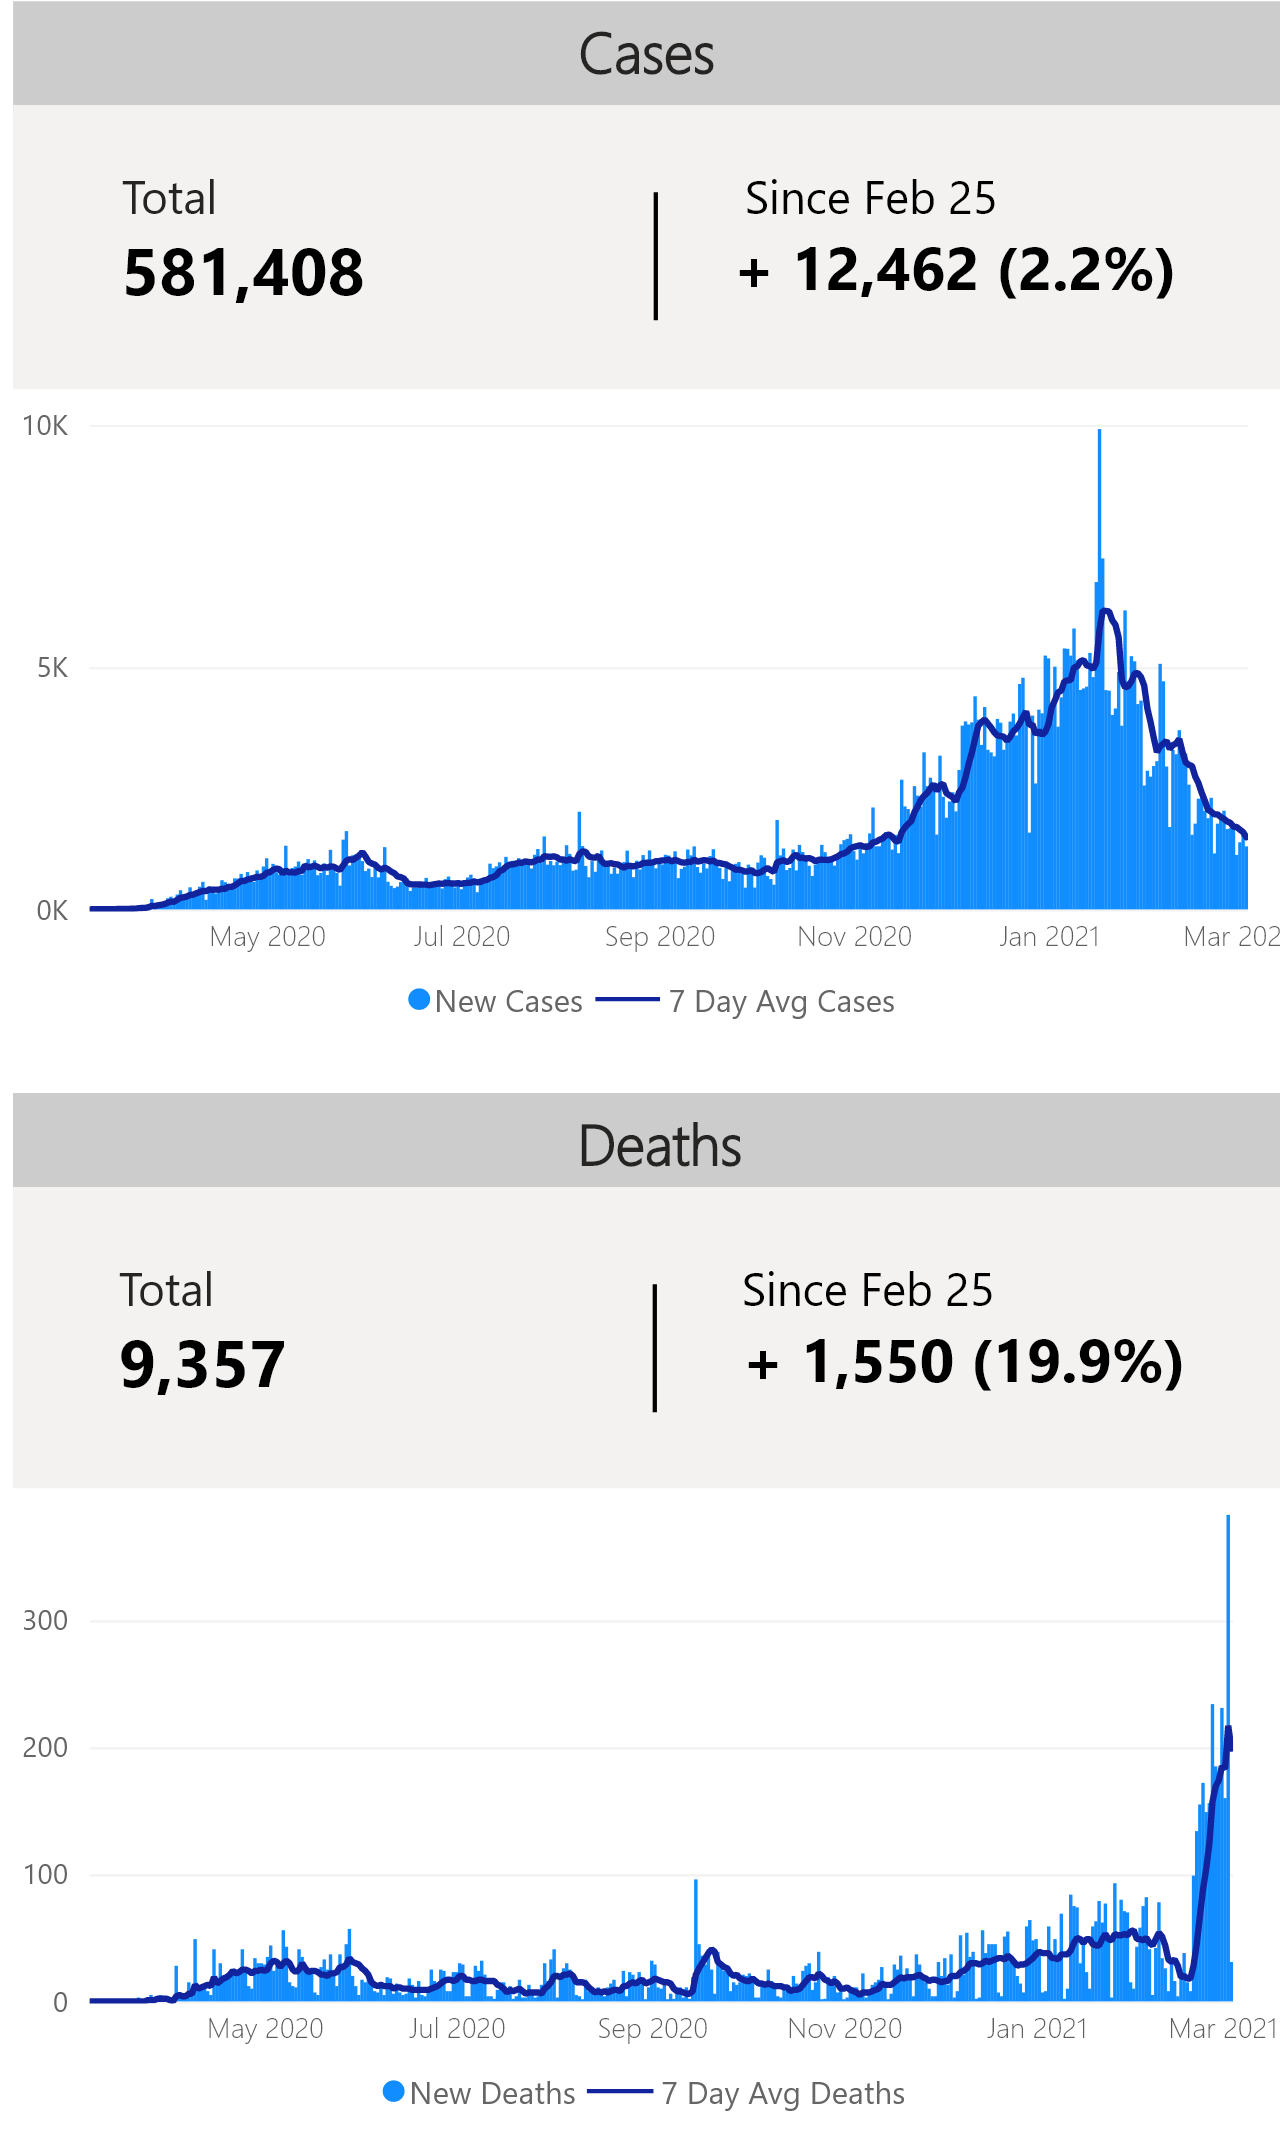 Cases
Total
Since Feb 25
581,408
+ 12,462 (2.2%)
10K
5K
0K
May 2020 Jul 2020 Sep 2020 Nov 2020 Jan 2021 Mar 202
New Cases 7 Day Avg Cases
Deaths
Total
Since Feb 25
9,357
+ 1,550 (19.9%)
300
200
100
0
May 2020 Jul 2020 Sep 2020 Nov 2020 Jan 2021 Mar 2021
New Deaths 7 Day Avg Deaths